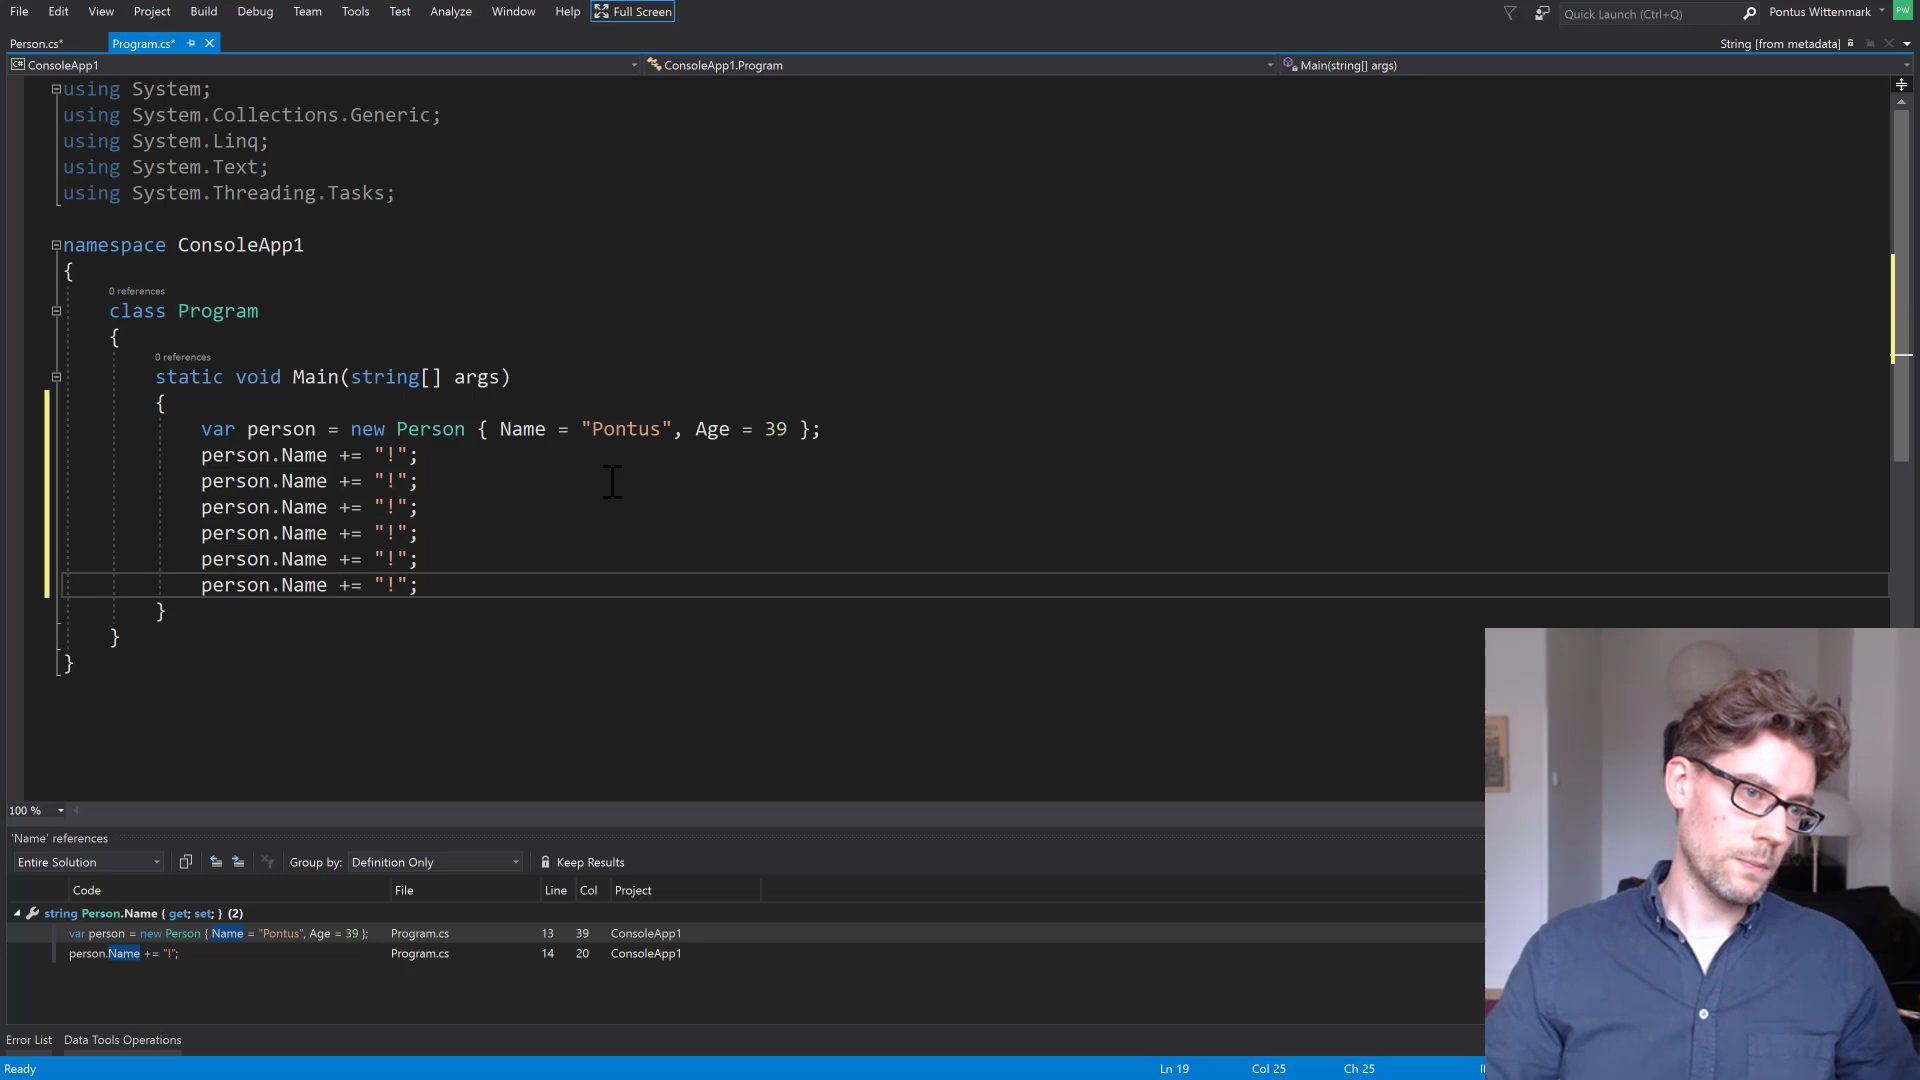 File Edit View Project Build Debug Team Tools Test Analyze Window Help Full Screen Quick Launch (Ctrl+Q) Pontus Wittenmark PW
Person.cs* Program.cs* String [from metadata]
C# ConsoleApp1 ConsoleApp1.Program Main(string[] args)
using System;
using System.Collections.Generic;
using System.Linq;
using System.Text;
using System.Threading.Tasks;
namespace ConsoleApp1
{
0 references
class Program
{
0 references
static void Main(string[] args)
{
var person = new Person { Name = "Pontus", Age = 39 };
person.Name += "!";
person.Name += "!";
person.Name += "!";
person.Name += "!";
person.Name += "!";
person.Name += "!";
}
}
}
100 %
'Name' references
Entire Solution Group by: Definition Only Keep Results
Code File Line Col Project
string Person.Name { get; set; } (2)
var person = new Person { Name = "Pontus", Age = 39 }; Program.cs 13 39 ConsoleApp1
person.Name += "!"; Program.cs 14 20 ConsoleApp1
Error List Data Tools Operations
Ready Ln 19 Col 25 Ch 25